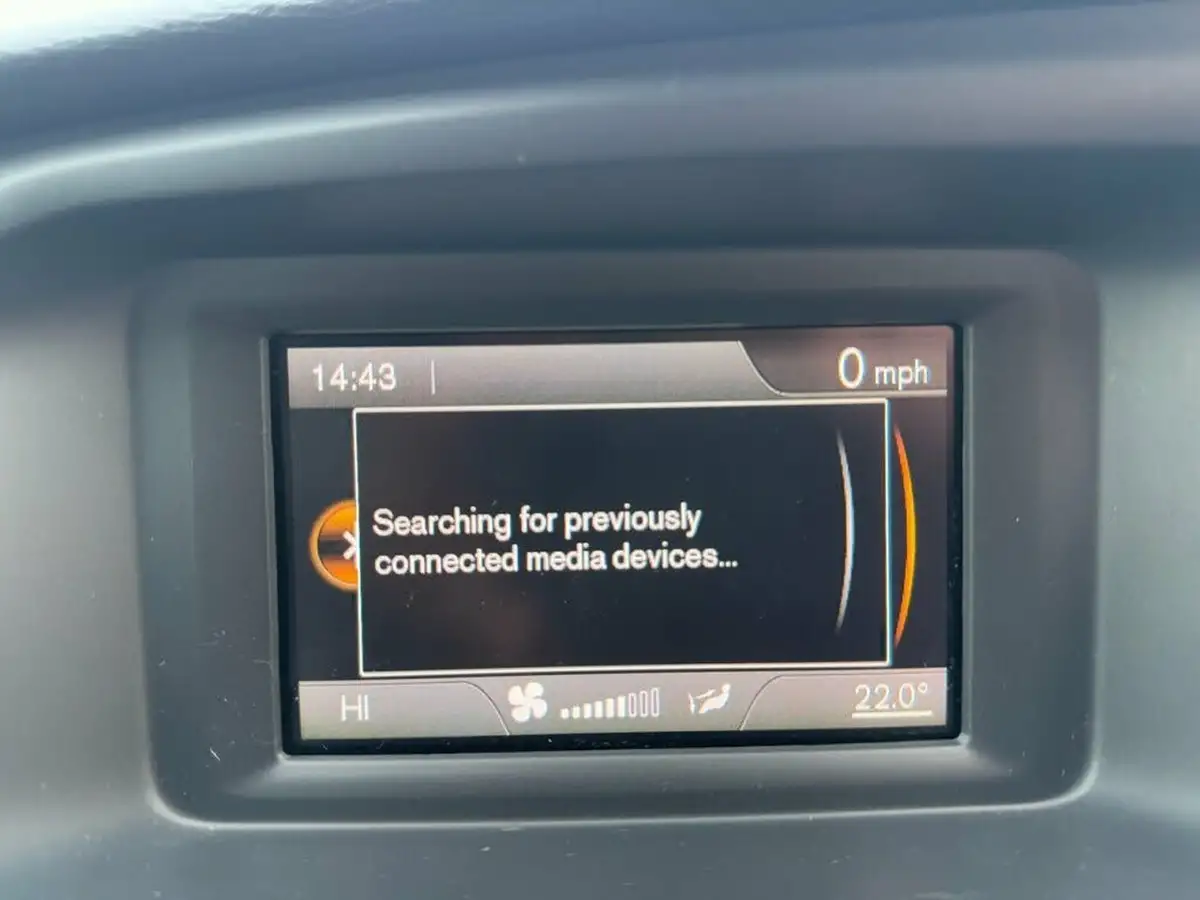 14:43
0 mph
Searching for previously
connected media devices...
HI
22.0°